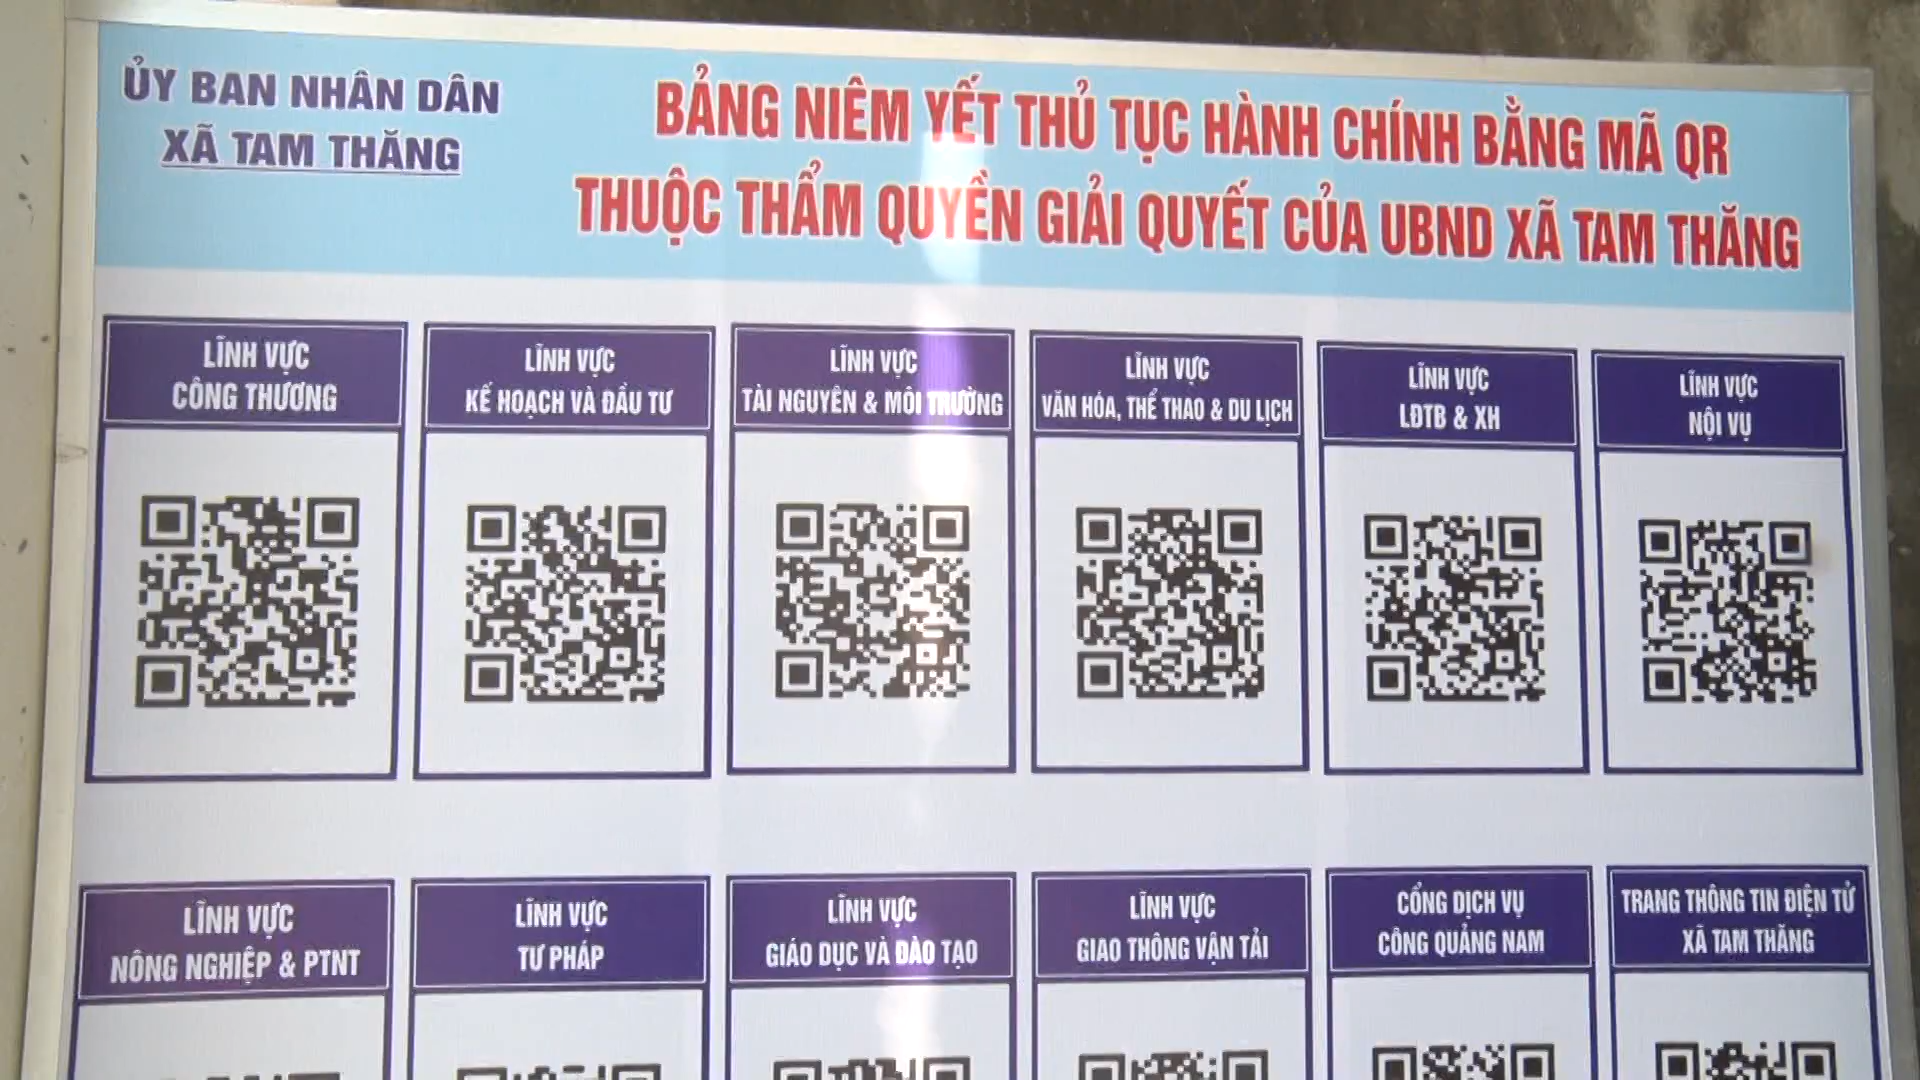 ỦY BAN NHÂN DÂN
XÃ TAM THĂNG
BẢNG NIÊM YẾT THỦ TỤC HÀNH CHÍNH BẰNG MÃ QR
THUỘC THẨM QUYỀN GIẢI QUYẾT CỦA UBND XÃ TAM THĂNG
LĨNH VỰC
CÔNG THƯƠNG
LĨNH VỰC
KẾ HOẠCH VÀ ĐẦU TƯ
LĨNH VỰC
TÀI NGUYÊN & MÔI TRƯỜNG
LĨNH VỰC
VĂN HÓA, THỂ THAO & DU LỊCH
LĨNH VỰC
LĐTB & XH
LĨNH VỰC
NỘI VỤ
LĨNH VỰC
NÔNG NGHIỆP & PTNT
LĨNH VỰC
TƯ PHÁP
LĨNH VỰC
GIÁO DỤC VÀ ĐÀO TẠO
LĨNH VỰC
GIAO THÔNG VẬN TẢI
CỔNG DỊCH VỤ
CÔNG QUẢNG NAM
TRANG THÔNG TIN ĐIỆN TỬ
XÃ TAM THĂNG